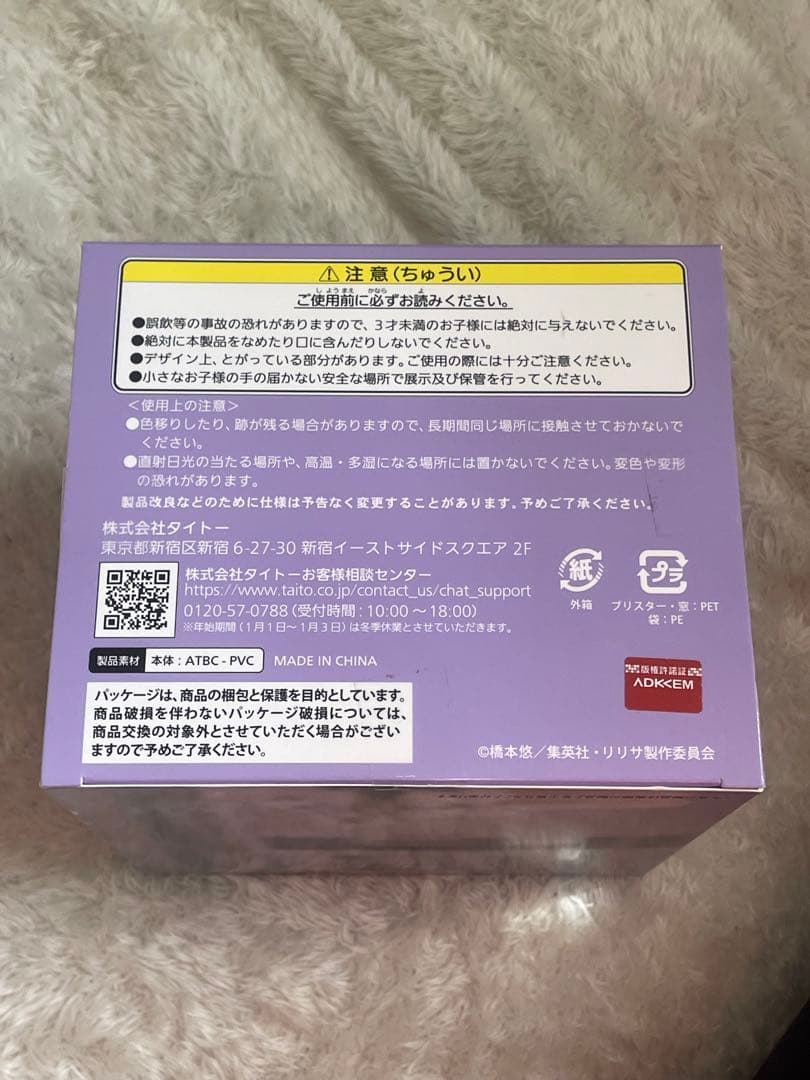 ⚠注意(ちゅうい)
ご使用前に必ずお読みください。
●誤飲等の事故の恐れがありますので、3才未満のお子様には絶対に与えないでください。
●絶対に本製品をなめたり口に含んだりしないでください。
●デザイン上、とがっている部分があります。ご使用の際には十分ご注意ください。
●小さなお子様の手の届かない安全な場所で展示及び保管を行ってください。
<使用上の注意>
●色移りしたり、跡が残る場合がありますので、長期間同じ場所に接触させておかないで
ください。
●直射日光の当たる場所や、高温・多湿になる場所には置かないでください。変色や変形
の恐れがあります。
製品改良などのために仕様は予告なく変更することがあります。予めご了承ください。
株式会社タイトー
東京都新宿区新宿 6-27-30 新宿イーストサイドスクエア 2F
株式会社タイトーお客様相談センター
https://www.taito.co.jp/contact_us/chat_support
0120-57-0788(受付時間:10:00~18:00)
※年始期間(1月1日~1月3日)は冬季休業とさせていただきます。
紙
外箱
プラ
ブリスター・窓:PET
袋:PE
製品素材 本体:ATBC-PVC MADE IN CHINA
版権許諾証
ADKEM
パッケージは、商品の梱包と保護を目的としています。
商品破損を伴わないパッケージ破損については、
商品交換の対象外とさせていただく場合がござい
ますので予めご了承ください。
©橋本悠/集英社・リリサ製作委員会